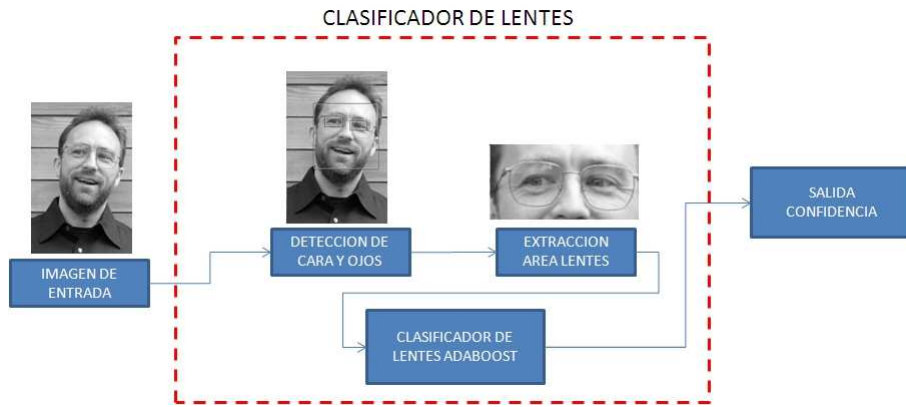 CLASIFICADOR DE LENTES
IMAGEN DE
ENTRADA
DETECCION DE
CARA Y OJOS
EXTRACCION
AREA LENTES
CLASIFICADOR DE
LENTES ADABOOST
SALIDA
CONFIDENCIA